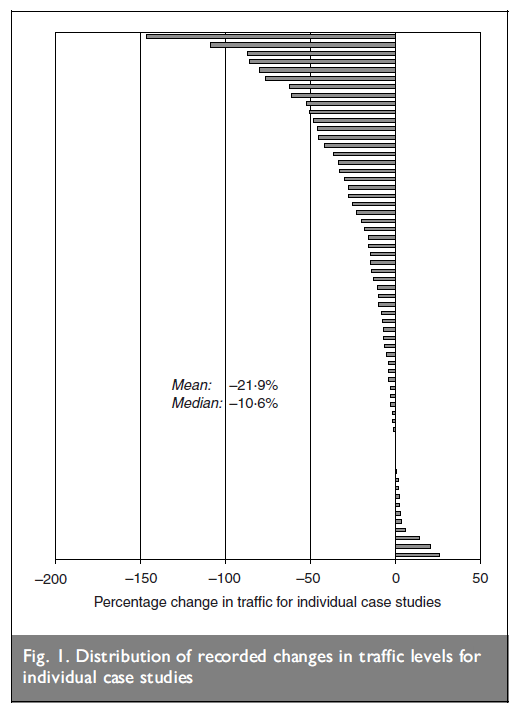 Mean: –21·9%
Median: –10·6%
–200 –150 –100 –50 0 50
Percentage change in traffic for individual case studies
Fig. 1. Distribution of recorded changes in traffic levels for
individual case studies